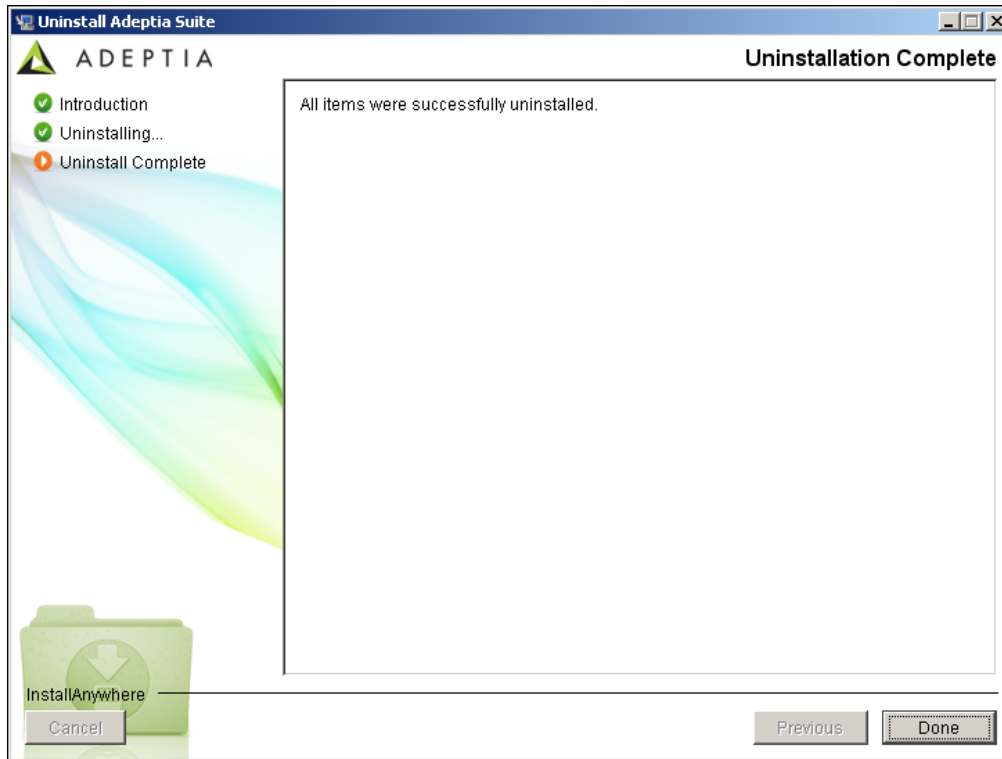 Uninstall Adeptia Suite
ADEPTIA
Uninstallation Complete
Introduction
Uninstalling...
Uninstall Complete
All items were successfully uninstalled.
InstallAnywhere
Cancel
Previous
Done